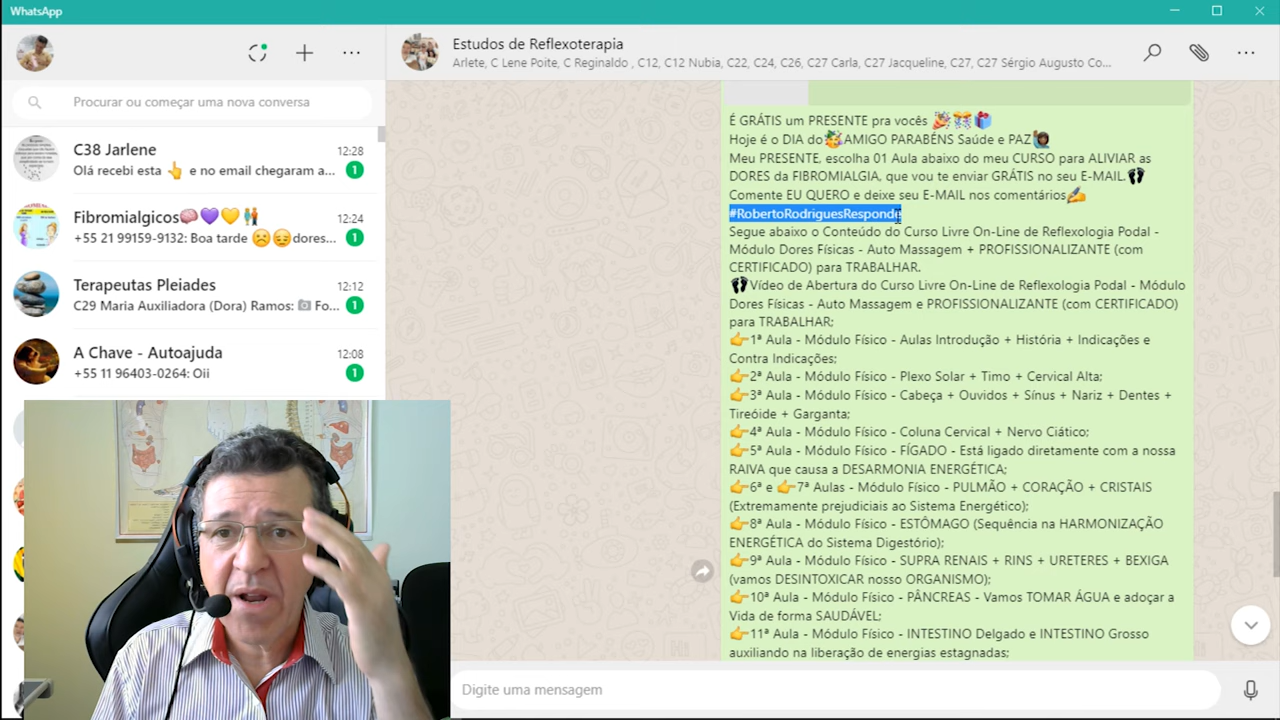 WhatsApp
Procurar ou começar uma nova conversa
C38 Jarlene
12:28
Olá recebi esta 👆 e no email chegaram a...
1
Fibromialgicos🧠💜💛👬
12:24
+55 21 99159-9132: Boa tarde ☹️😔dores...
1
Terapeutas Pleiades
12:12
C29 Maria Auxiliadora (Dora) Ramos: 📷 Fo...
1
A Chave - Autoajuda
12:08
+55 11 96403-0264: Oii
1
Estudos de Reflexoterapia
Arlete, C Lene Poite, C Reginaldo , C12, C12 Nubia, C22, C24, C26, C27 Carla, C27 Jacqueline, C27, C27 Sérgio Augusto Co...
É GRÁTIS um PRESENTE pra vocês 🎉🎊🎁
Hoje é o DIA do💐AMIGO PARABÉNS Saúde e PAZ🙋🏽
Meu PRESENTE, escolha 01 Aula abaixo do meu CURSO para ALIVIAR as
DORES da FIBROMIALGIA, que vou te enviar GRÁTIS no seu E-MAIL.👣
Comente EU QUERO e deixe seu E-MAIL nos comentários✍️
#RobertoRodriguesResponde
Segue abaixo o Conteúdo do Curso Livre On-Line de Reflexologia Podal -
Módulo Dores Físicas - Auto Massagem + PROFISSIONALIZANTE (com
CERTIFICADO) para TRABALHAR.
👣Vídeo de Abertura do Curso Livre On-Line de Reflexologia Podal - Módulo
Dores Físicas - Auto Massagem e PROFISSIONALIZANTE (com CERTIFICADO)
para TRABALHAR;
👉1ª Aula - Módulo Físico - Aulas Introdução + História + Indicações e
Contra Indicações;
👉2ª Aula - Módulo Físico - Plexo Solar + Timo + Cervical Alta;
👉3ª Aula - Módulo Físico - Cabeça + Ouvidos + Sínus + Nariz + Dentes +
Tireóide + Garganta;
👉4ª Aula - Módulo Físico - Coluna Cervical + Nervo Ciático;
👉5ª Aula - Módulo Físico - FÍGADO - Está ligado diretamente com a nossa
RAIVA que causa a DESARMONIA ENERGÉTICA;
👉6ª e 👉7ª Aulas - Módulo Físico - PULMÃO + CORAÇÃO + CRISTAIS
(Extremamente prejudiciais ao Sistema Energético);
👉8ª Aula - Módulo Físico - ESTÔMAGO (Sequência na HARMONIZAÇÃO
ENERGÉTICA do Sistema Digestório);
👉9ª Aula - Módulo Físico - SUPRA RENAIS + RINS + URETERES + BEXIGA
(vamos DESINTOXICAR nosso ORGANISMO);
👉10ª Aula - Módulo Físico - PÂNCREAS - Vamos TOMAR ÁGUA e adoçar a
Vida de forma SAUDÁVEL;
👉11ª Aula - Módulo Físico - INTESTINO Delgado e INTESTINO Grosso
auxiliando na liberação de energias estagnadas;
Digite uma mensagem